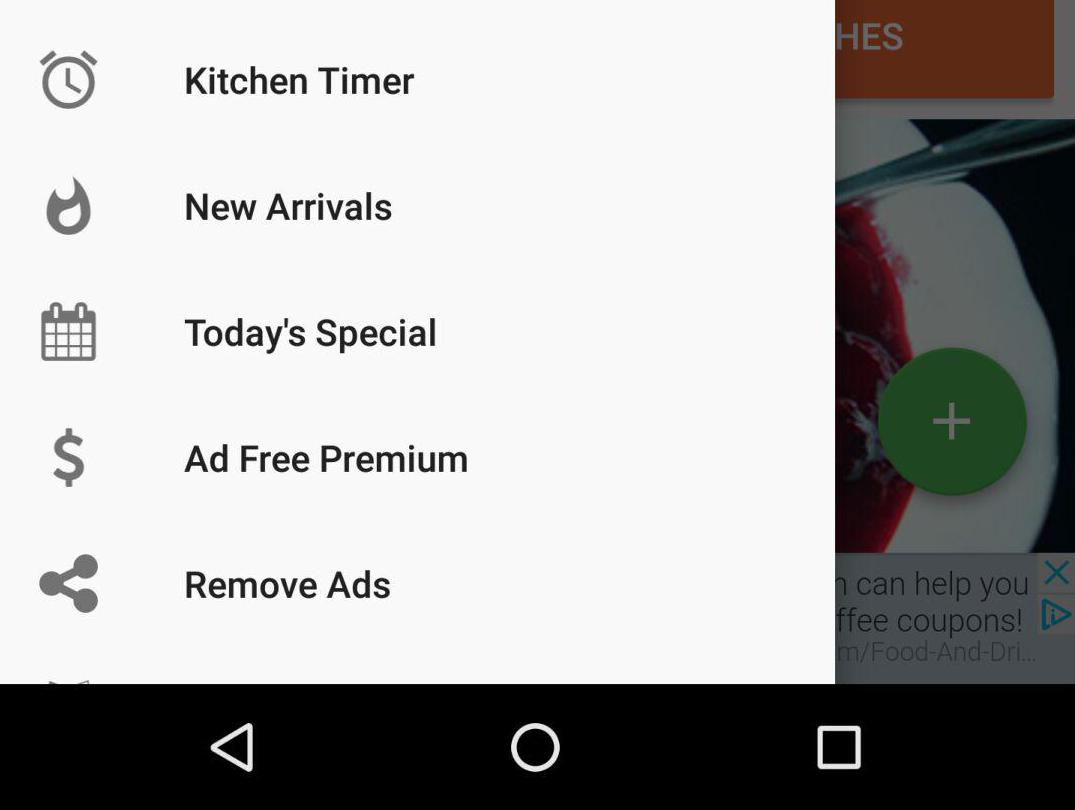 Kitchen Timer
New Arrivals
Today's Special
Ad Free Premium
Remove Ads
HES
can help you
coupons!
/Food-And-Dri...